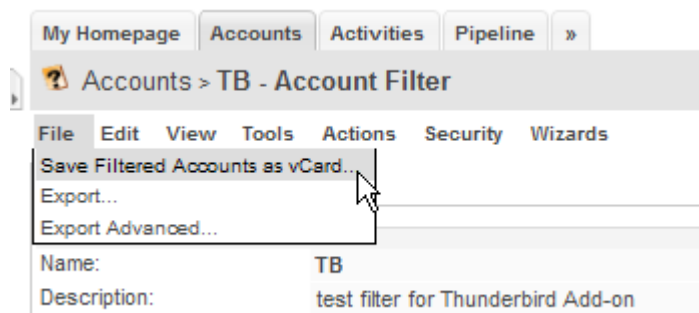 My Homepage Accounts Activities Pipeline »
Accounts > TB - Account Filter
File Edit View Tools Actions Security Wizards
Save Filtered Accounts as vCard...
Export...
Export Advanced...
Name: TB
Description: test filter for Thunderbird Add-on